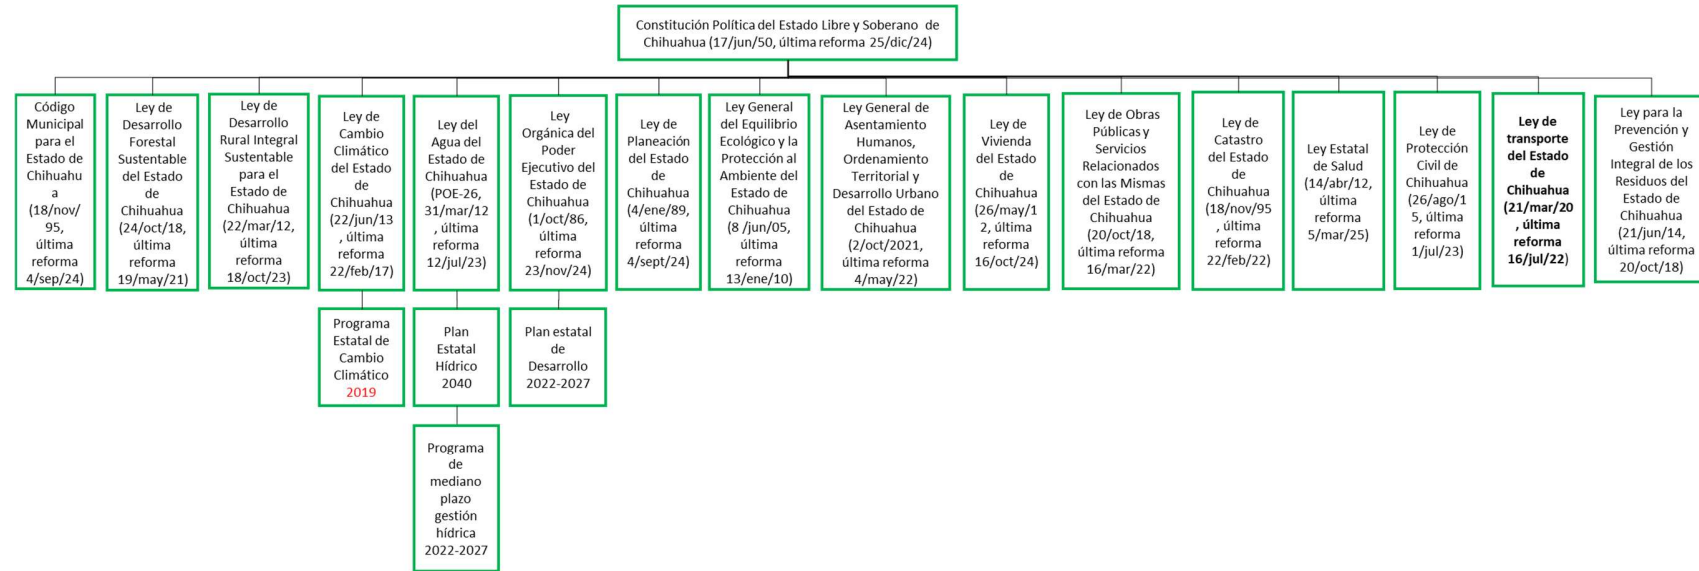 Constitución Política del Estado Libre y Soberano de
Chihuahua (17/jun/50, última reforma 25/dic/24)
Código
Municipal
para el
Estado de
Chihuahu
a
(18/nov/
95,
última
reforma
4/sep/24)
Ley de
Desarrollo
Forestal
Sustentable
del Estado
de
Chihuahua
(24/oct/18,
última
reforma
19/may/21)
Ley de
Desarrollo
Rural Integral
Sustentable
para el
Estado de
Chihuahua
(22/mar/12,
última
reforma
18/oct/23)
Ley de
Cambio
Climático
del Estado
de
Chihuahua
(22/jun/13
, última
reforma
22/feb/17)
Ley del
Agua del
Estado de
Chihuahua
(POE-26,
31/mar/12
, última
reforma
12/jul/23)
Ley
Orgánica del
Poder
Ejecutivo del
Estado de
Chihuahua
(1/oct/86,
última
reforma
23/nov/24)
Ley de
Planeación
del Estado
de
Chihuahua
(4/ene/89,
última
reforma
4/sept/24)
Ley General
del Equilibrio
Ecológico y la
Protección al
Ambiente del
Estado de
Chihuahua
(8 /jun/05,
última
reforma
13/ene/10)
Ley General de
Asentamiento
Humanos,
Ordenamiento
Territorial y
Desarrollo Urbano
del Estado de
Chihuahua
(2/oct/2021,
última reforma
4/may/22)
Ley de
Vivienda
del Estado
de
Chihuahua
(26/may/1
2, última
reforma
16/oct/24)
Ley de Obras
Públicas y
Servicios
Relacionados
con las Mismas
del Estado de
Chihuahua
(20/oct/18,
última reforma
16/mar/22)
Ley de
Catastro
del Estado
de
Chihuahua
(18/nov/95
, última
reforma
22/feb/22)
Ley Estatal
de Salud
(14/abr/12,
última
reforma
5/mar/25)
Ley de
Protección
Civil de
Chihuahua
(26/ago/1
5, última
reforma
1/jul/23)
Ley de
transporte
del Estado
de
Chihuahua
(21/mar/20
, última
reforma
16/jul/22)
Ley para la
Prevención y
Gestión
Integral de los
Residuos del
Estado de
Chihuahua
(21/jun/14,
última reforma
20/oct/18)
Programa
Estatal de
Cambio
Climático
2019
Plan
Estatal
Hídrico
2040
Plan estatal
de
Desarrollo
2022-2027
Programa
de
mediano
plazo
gestión
hídrica
2022-2027